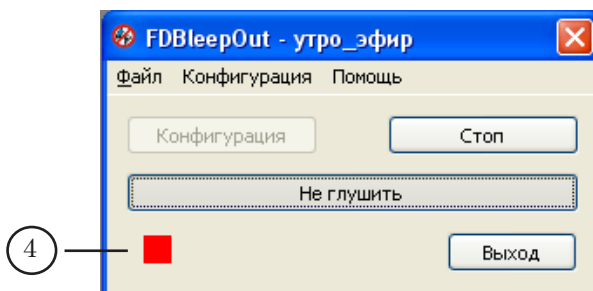 FDBleepOut - утро_эфир
Файл Конфигурация Помощь
Конфигурация Стоп
Не глушить
4 Выход